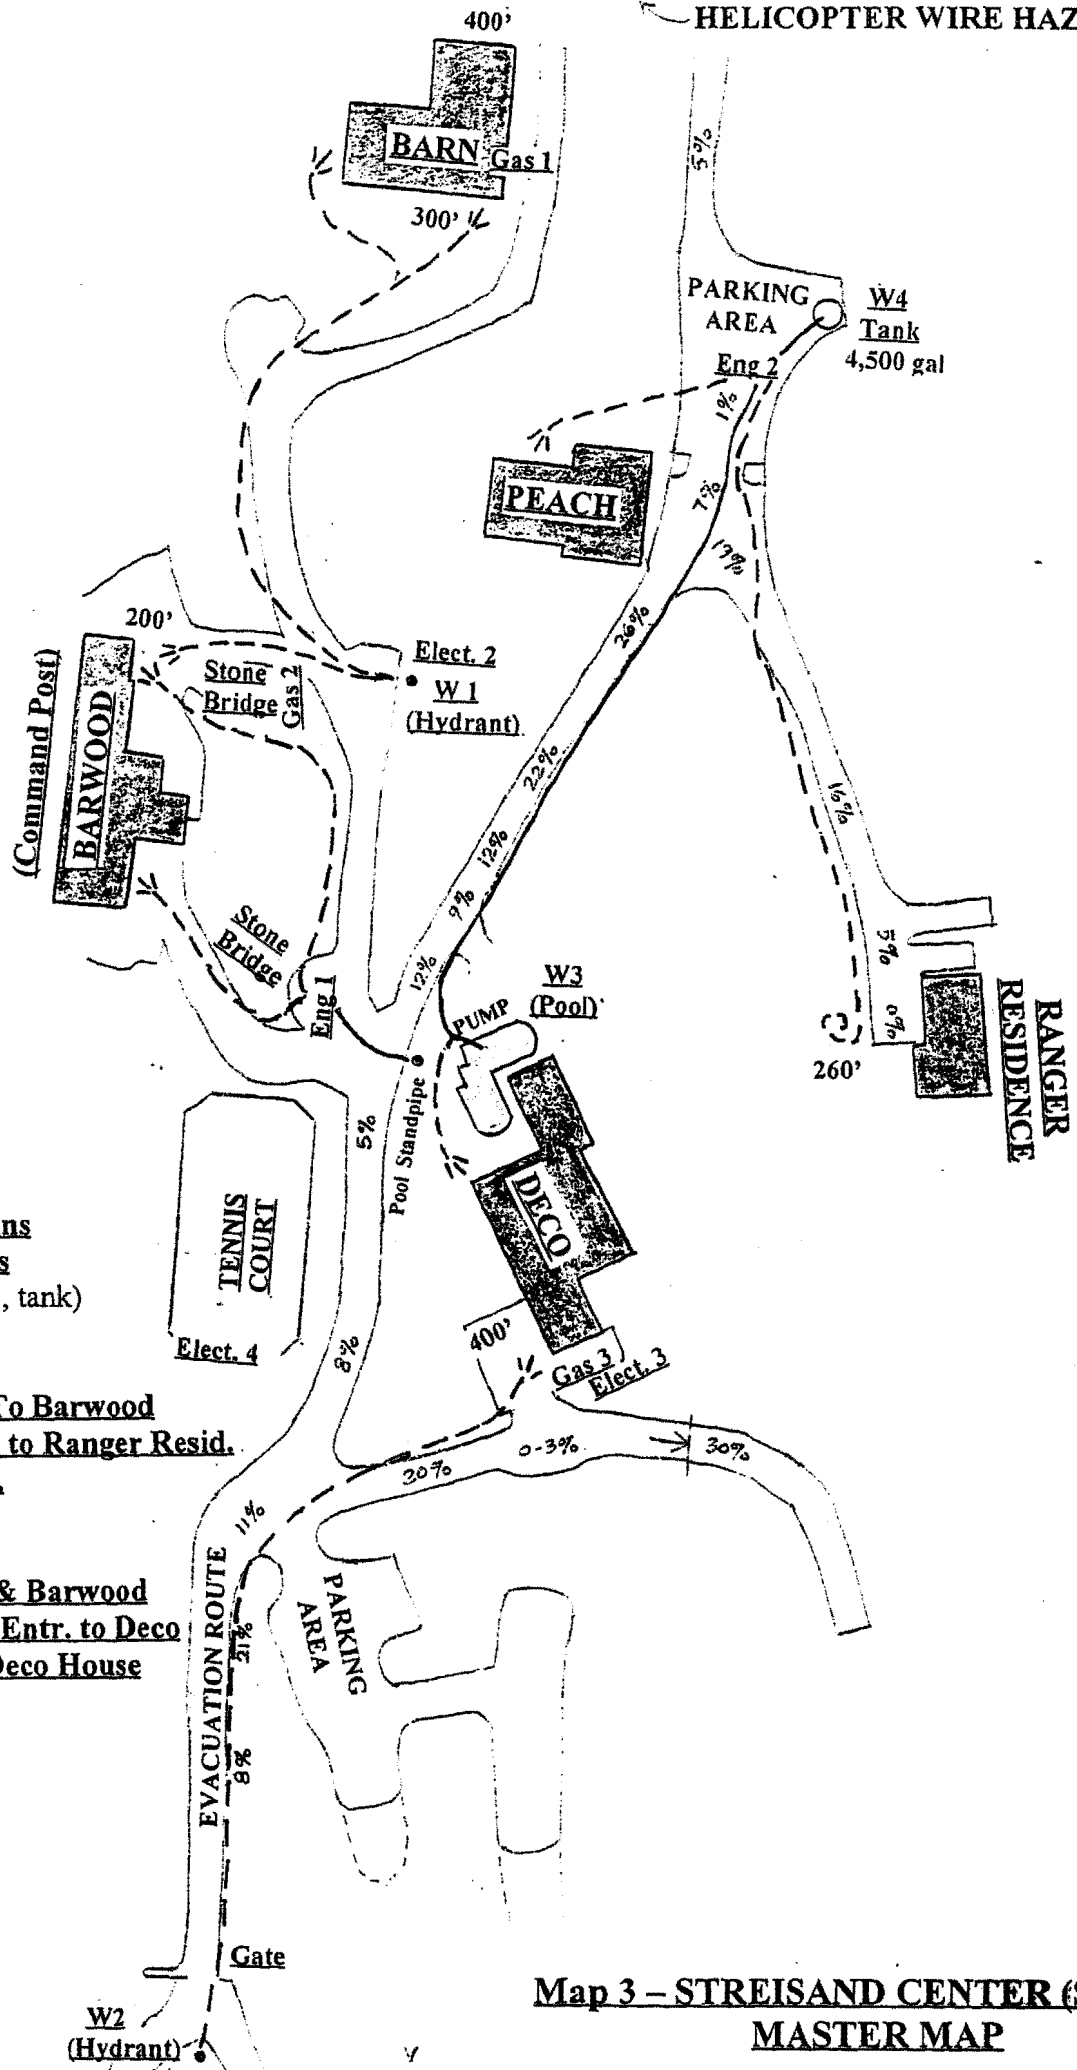 400'
HELICOPTER WIRE HAZ
BARN
Gas 1
300'
5%
PARKING
AREA
W4
Tank
4,500 gal
Eng 2
1%
PEACH
7%
19%
200'
26%
Elect. 2
W 1
(Hydrant)
Stone
Bridge
Gas 2
(Command Post)
BARWOOD
22%
16%
12%
9%
Stone
Bridge
12%
5%
0%
W3
(Pool)
PUMP
Eng 1
RANGER
RESIDENCE
260'
Pool Standpipe
5%
DECO
TENNIS
COURT
ns
s
, tank)
Elect. 4
8%
400'
Gas 3
Elect. 3
To Barwood
to Ranger Resid.
0-3%
30%
20%
11%
EVACUATION ROUTE
PARKING
AREA
& Barwood
Entr. to Deco
Deco House
21%
8%
Gate
W2
(Hydrant)
Map 3 – STREISAND CENTER (S
MASTER MAP